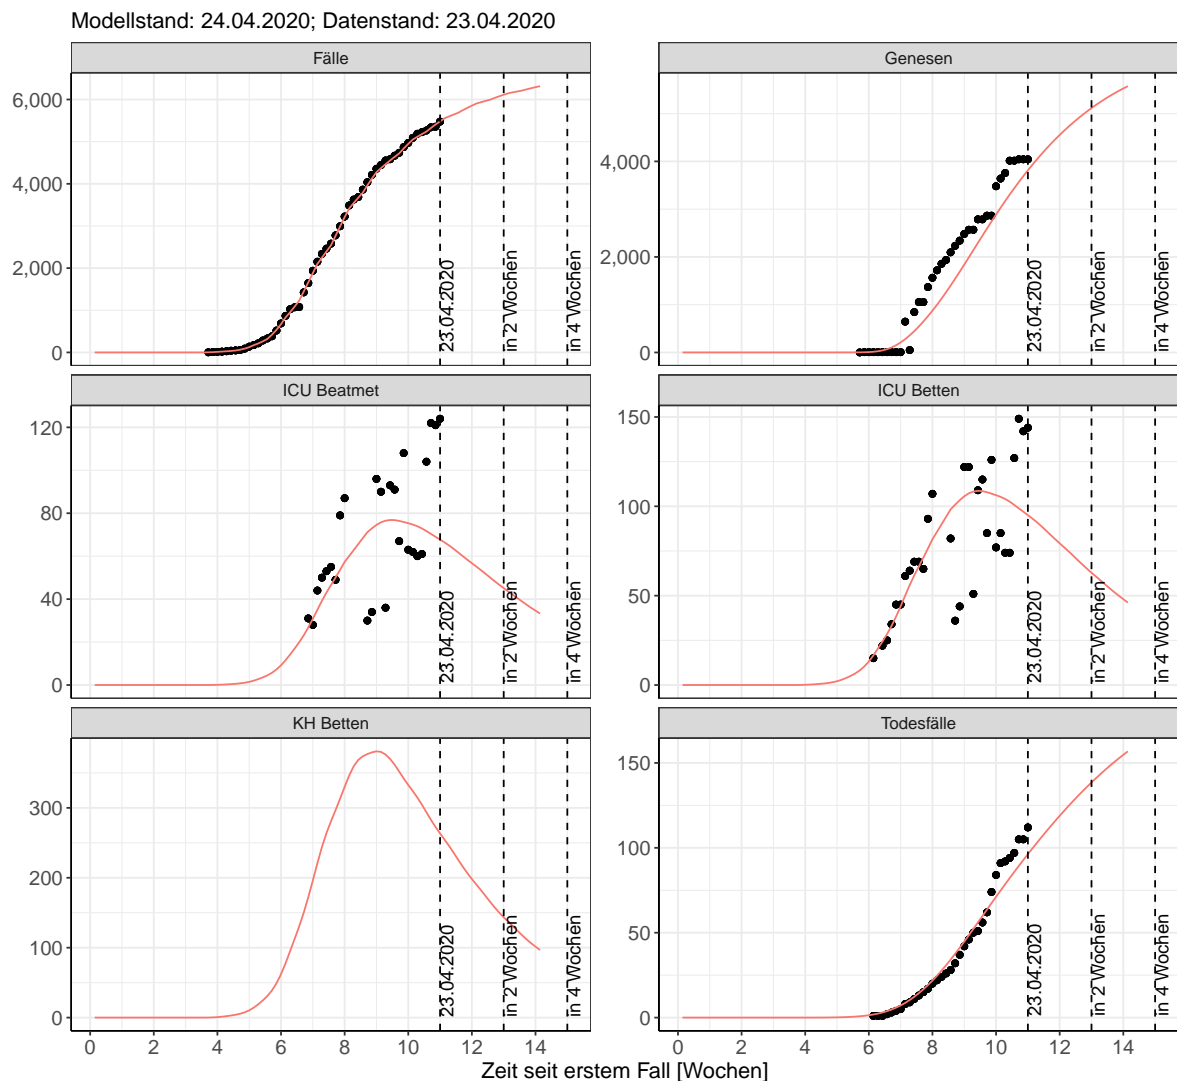 Modellstand: 24.04.2020; Datenstand: 23.04.2020
Fälle
6,000
4,000
2,000
0
23.04.2020
in 2 Wochen
in 4 Wochen
Genesen
4,000
2,000
0
23.04.2020
in 2 Wochen
in 4 Wochen
ICU Beatmet
120
80
40
0
23.04.2020
in 2 Wochen
in 4 Wochen
ICU Betten
150
100
50
0
23.04.2020
in 2 Wochen
in 4 Wochen
KH Betten
300
200
100
0
23.04.2020
in 2 Wochen
in 4 Wochen
0 2 4 6 8 10 12 14
Todesfälle
150
100
50
0
23.04.2020
in 2 Wochen
in 4 Wochen
0 2 4 6 8 10 12 14
Zeit seit erstem Fall [Wochen]